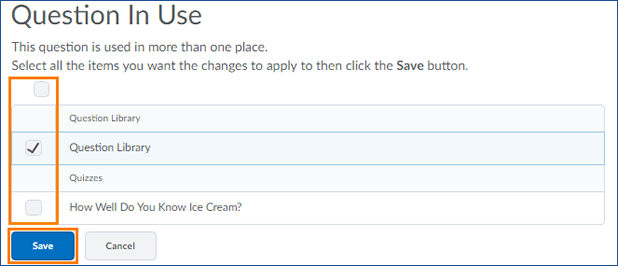 Question In Use
This question is used in more than one place.
Select all the items you want the changes to apply to then click the Save button.
Question Library
Question Library
Quizzes
How Well Do You Know Ice Cream?
Save Cancel